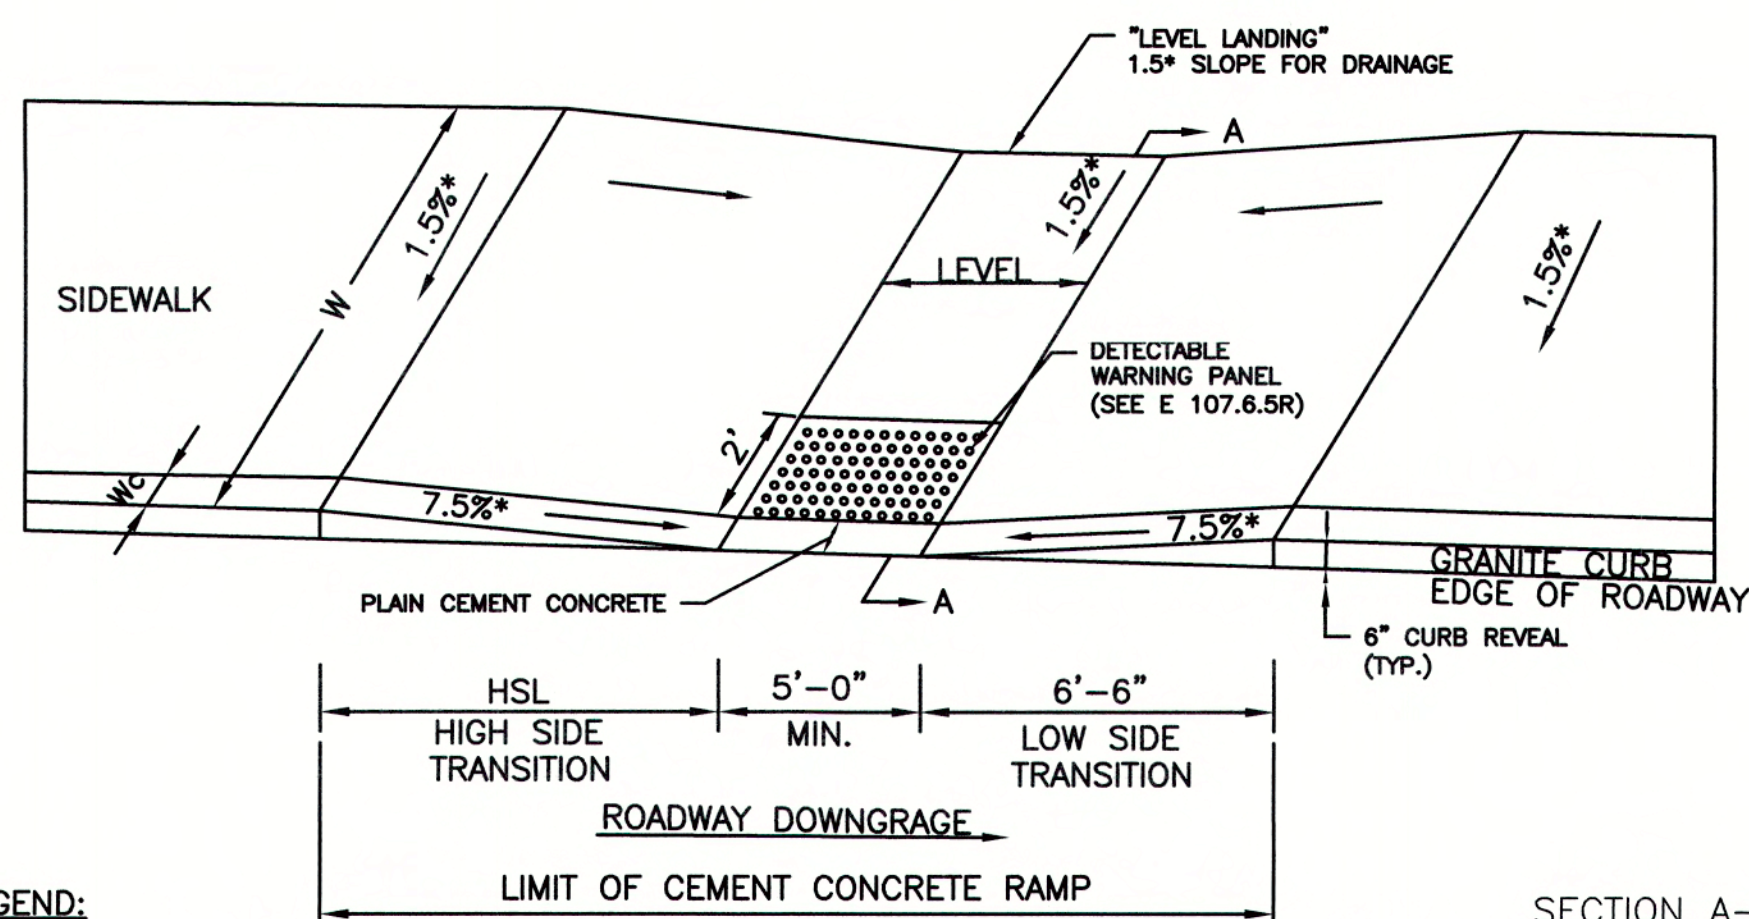 "LEVEL LANDING"
1.5* SLOPE FOR DRAINAGE
A
1.5%*
1.5%*
1.5%*
W
LEVEL
SIDEWALK
DETECTABLE
WARNING PANEL
(SEE E 107.6.5R)
2'
Wc
7.5%*
7.5%*
GRANITE CURB
EDGE OF ROADWAY
PLAIN CEMENT CONCRETE
A
6" CURB REVEAL
(TYP.)
HSL
HIGH SIDE
TRANSITION
5'-0"
MIN.
6'-6"
LOW SIDE
TRANSITION
ROADWAY DOWNGRAGE
LIMIT OF CEMENT CONCRETE RAMP
GEND:
SECTION A-